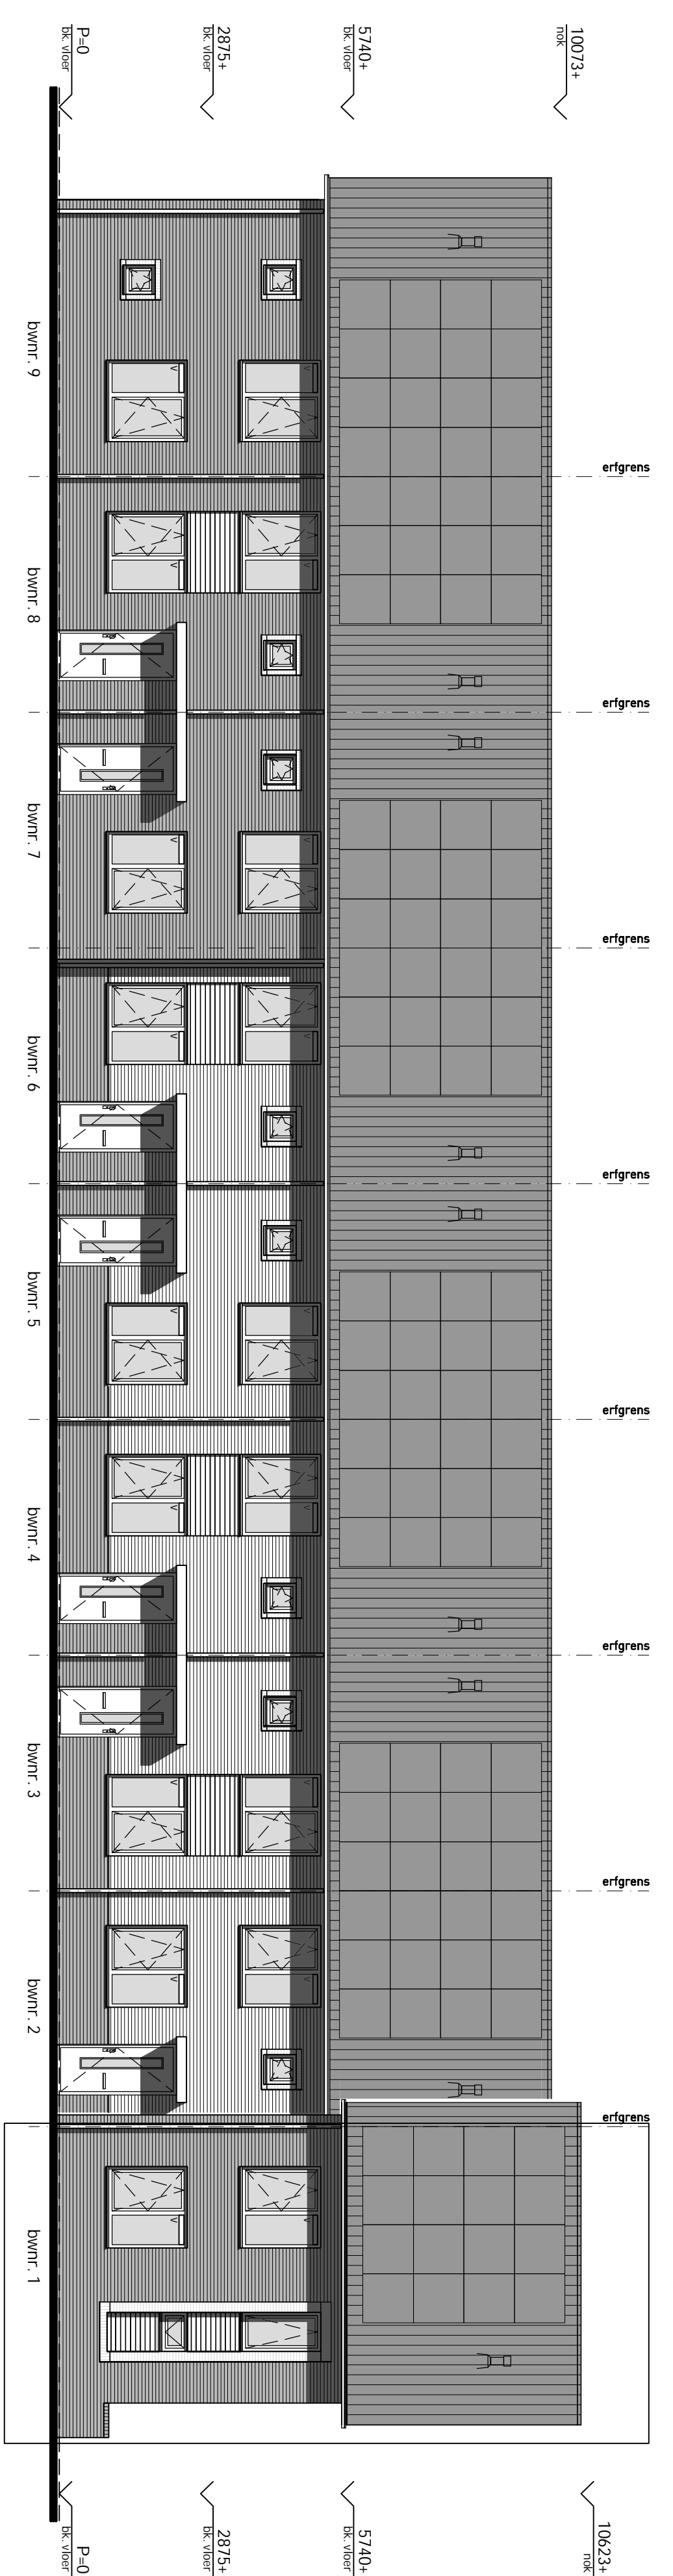 10073+
nok
5740+
bk. vloer
2875+
bk. vloer
P=0
bk. vloer
erfgrens
erfgrens
erfgrens
erfgrens
erfgrens
erfgrens
erfgrens
erfgrens
bwnr. 9
bwnr. 8
bwnr. 7
bwnr. 6
bwnr. 5
bwnr. 4
bwnr. 3
bwnr. 2
bwnr. 1
10623+
nok
5740+
bk. vloer
2875+
bk. vloer
P=0
bk. vloer